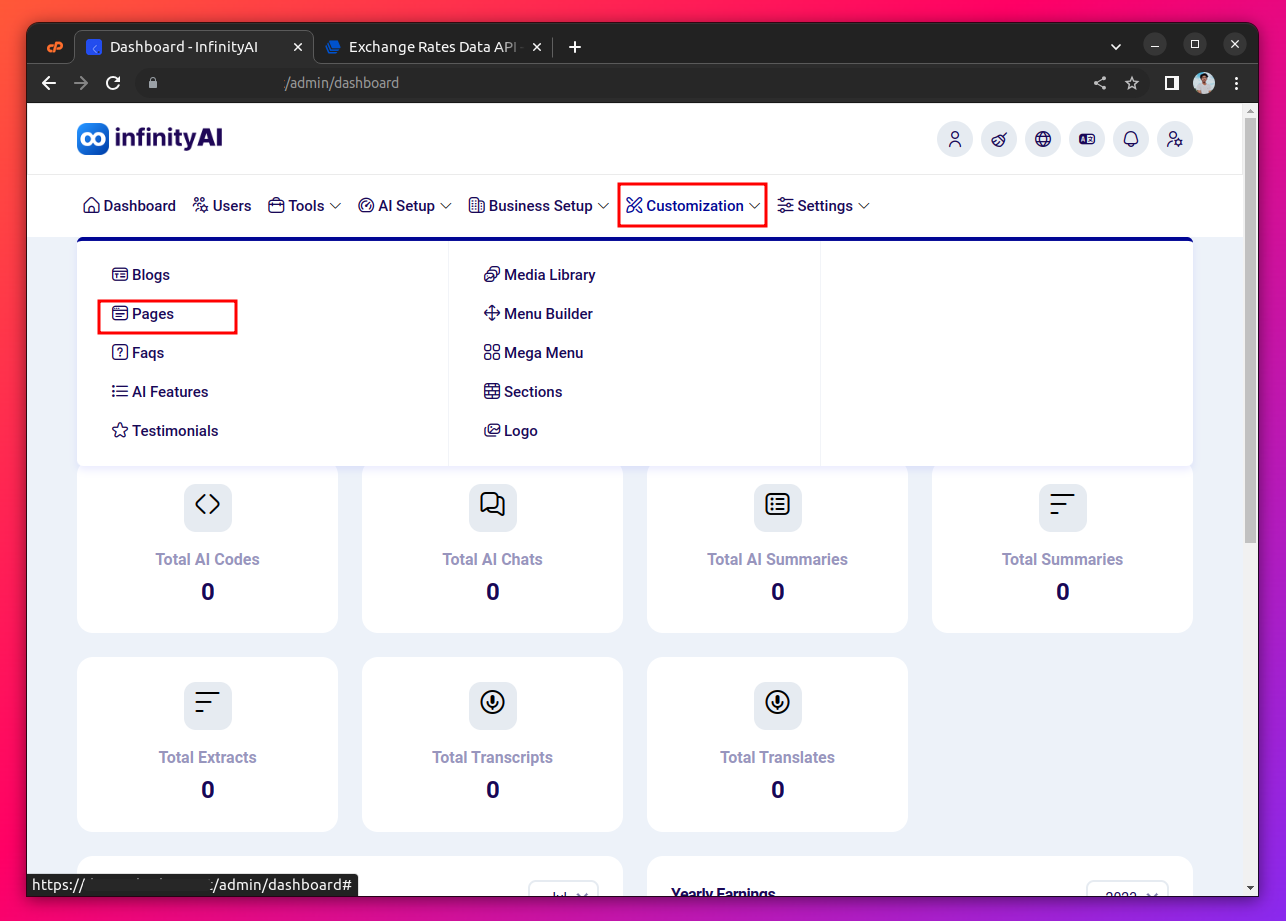 Dashboard - InfinityAI
Exchange Rates Data API
/admin/dashboard
infinityAI
Dashboard Users Tools AI Setup Business Setup Customization Settings
Blogs
Pages
Faqs
AI Features
Testimonials
Media Library
Menu Builder
Mega Menu
Sections
Logo
Total AI Codes
0
Total AI Chats
0
Total AI Summaries
0
Total Summaries
0
Total Extracts
0
Total Transcripts
0
Total Translates
0
Jul
Yearly Earnings
2023
https:// /admin/dashboard#